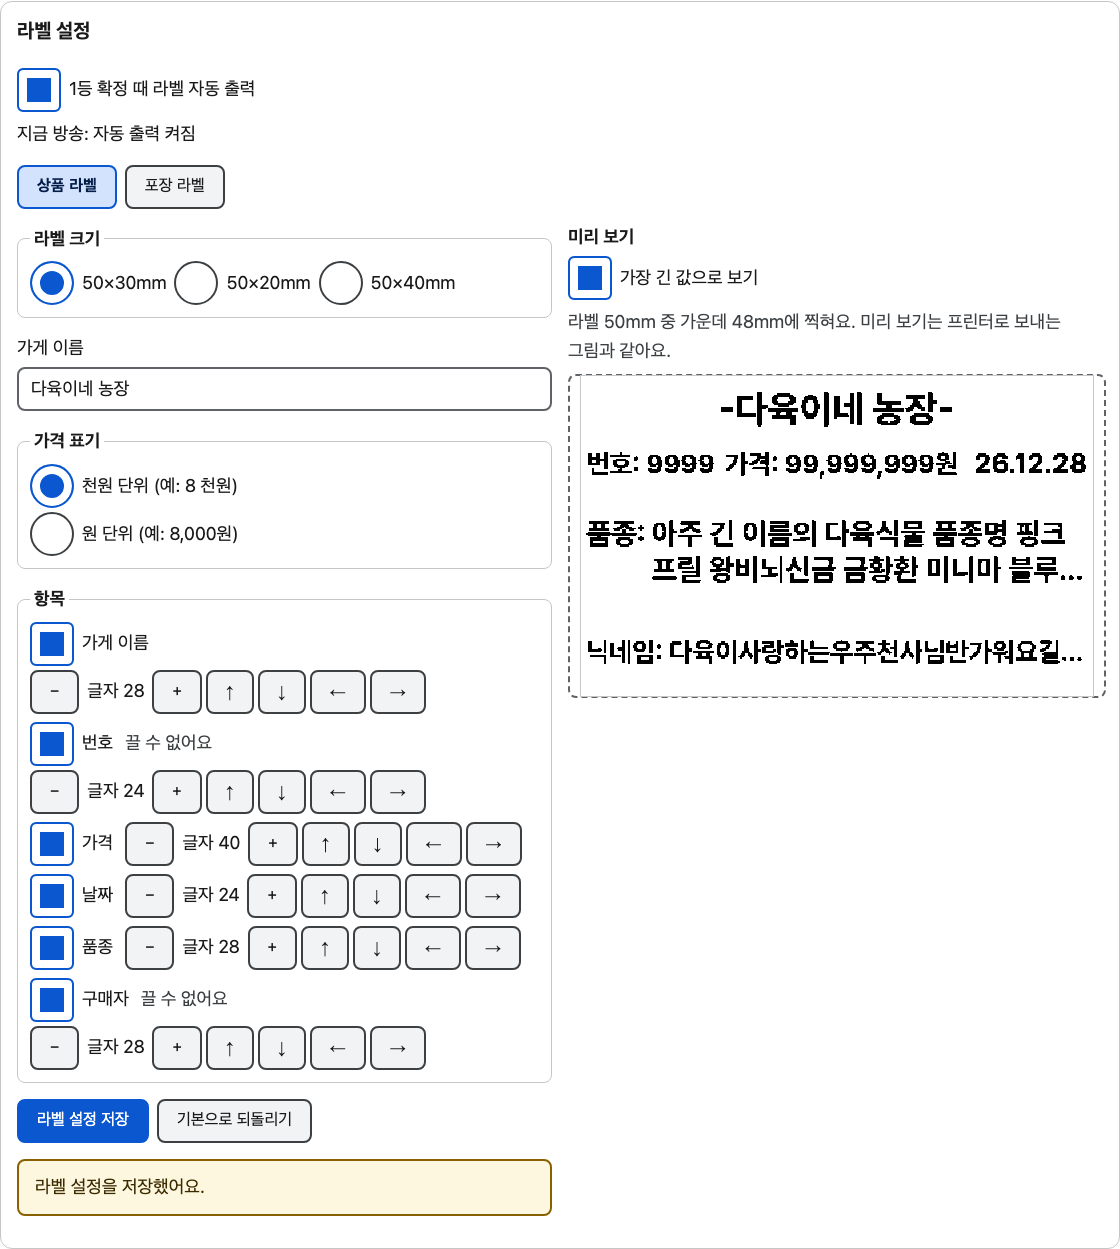 라벨 설정
1등 확정 때 라벨 자동 출력
지금 방송: 자동 출력 켜짐
상품 라벨 포장 라벨
라벨 크기
50×30mm 50×20mm 50×40mm
가게 이름
다육이네 농장
가격 표기
천원 단위 (예: 8 천원)
원 단위 (예: 8,000원)
항목
가게 이름
− 글자 28 + ↑ ↓ ← →
번호 끌 수 없어요
− 글자 24 + ↑ ↓ ← →
가격 − 글자 40 + ↑ ↓ ← →
날짜 − 글자 24 + ↑ ↓ ← →
품종 − 글자 28 + ↑ ↓ ← →
구매자 끌 수 없어요
− 글자 28 + ↑ ↓ ← →
라벨 설정 저장 기본으로 되돌리기
라벨 설정을 저장했어요.
미리 보기
가장 긴 값으로 보기
라벨 50mm 중 가운데 48mm에 찍혀요. 미리 보기는 프린터로 보내는
그림과 같아요.
-다육이네 농장-
번호: 9999 가격: 99,999,999원 26.12.28
품종: 아주 긴 이름의 다육식물 품종명 핑크
프릴 왕비뇌신금 금황환 미니마 블루...
닉네임: 다육이사랑하는우주천사님반가워요길...